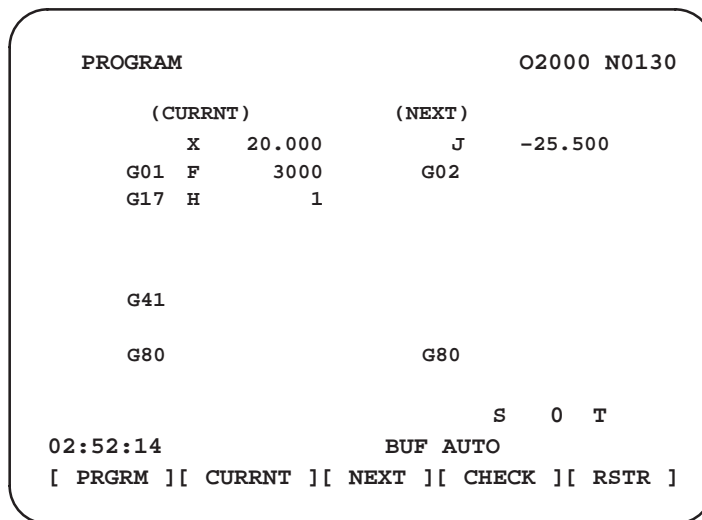 PROGRAM O2000 N0130
(CURRNT) (NEXT)
X 20.000 J −25.500
G01 F 3000 G02
G17 H 1
G41
G80 G80
S 0 T
02:52:14 BUF AUTO
[ PRGRM ][ CURRNT ][ NEXT ][ CHECK ][ RSTR ]